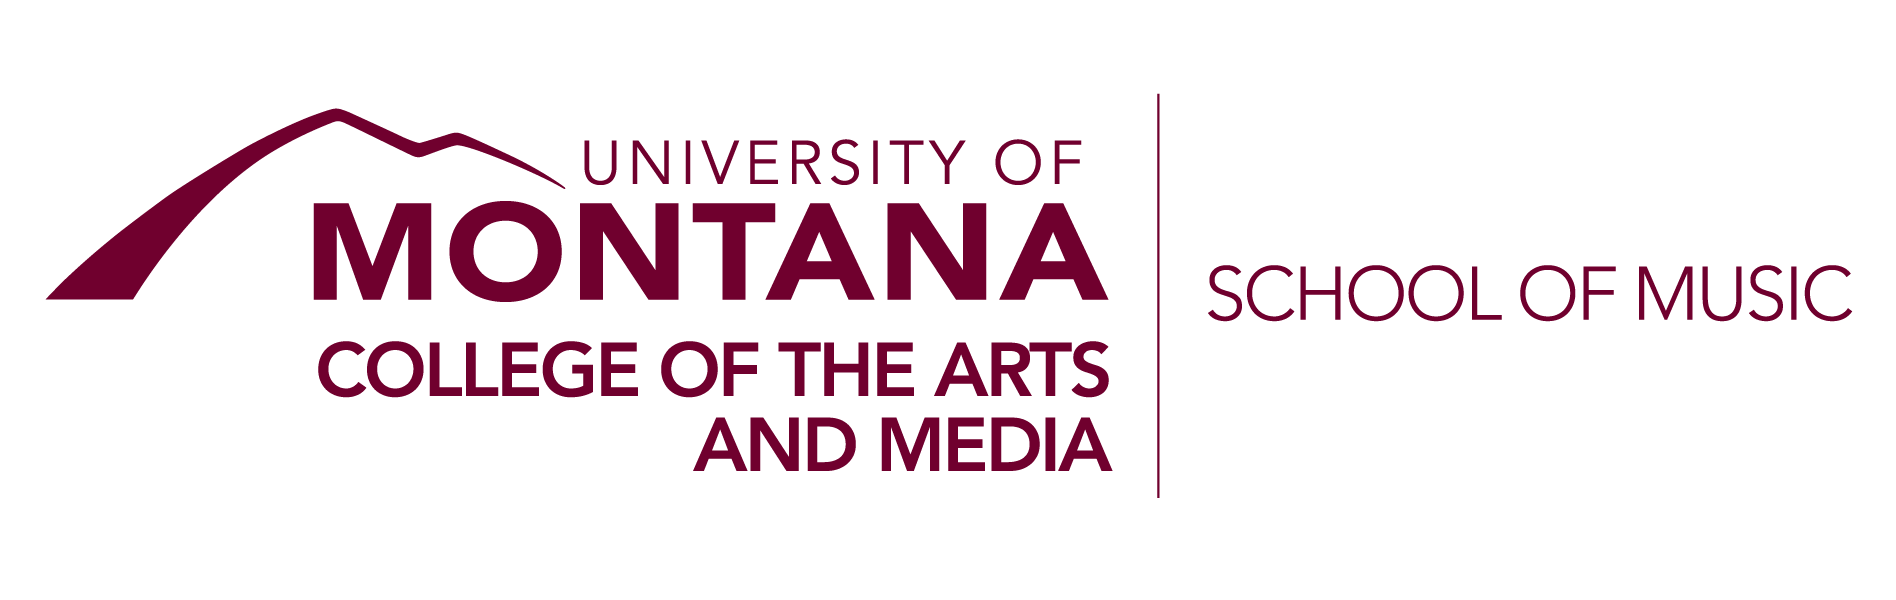 UNIVERSITY OF
MONTANA
COLLEGE OF THE ARTS
AND MEDIA
SCHOOL OF MUSIC